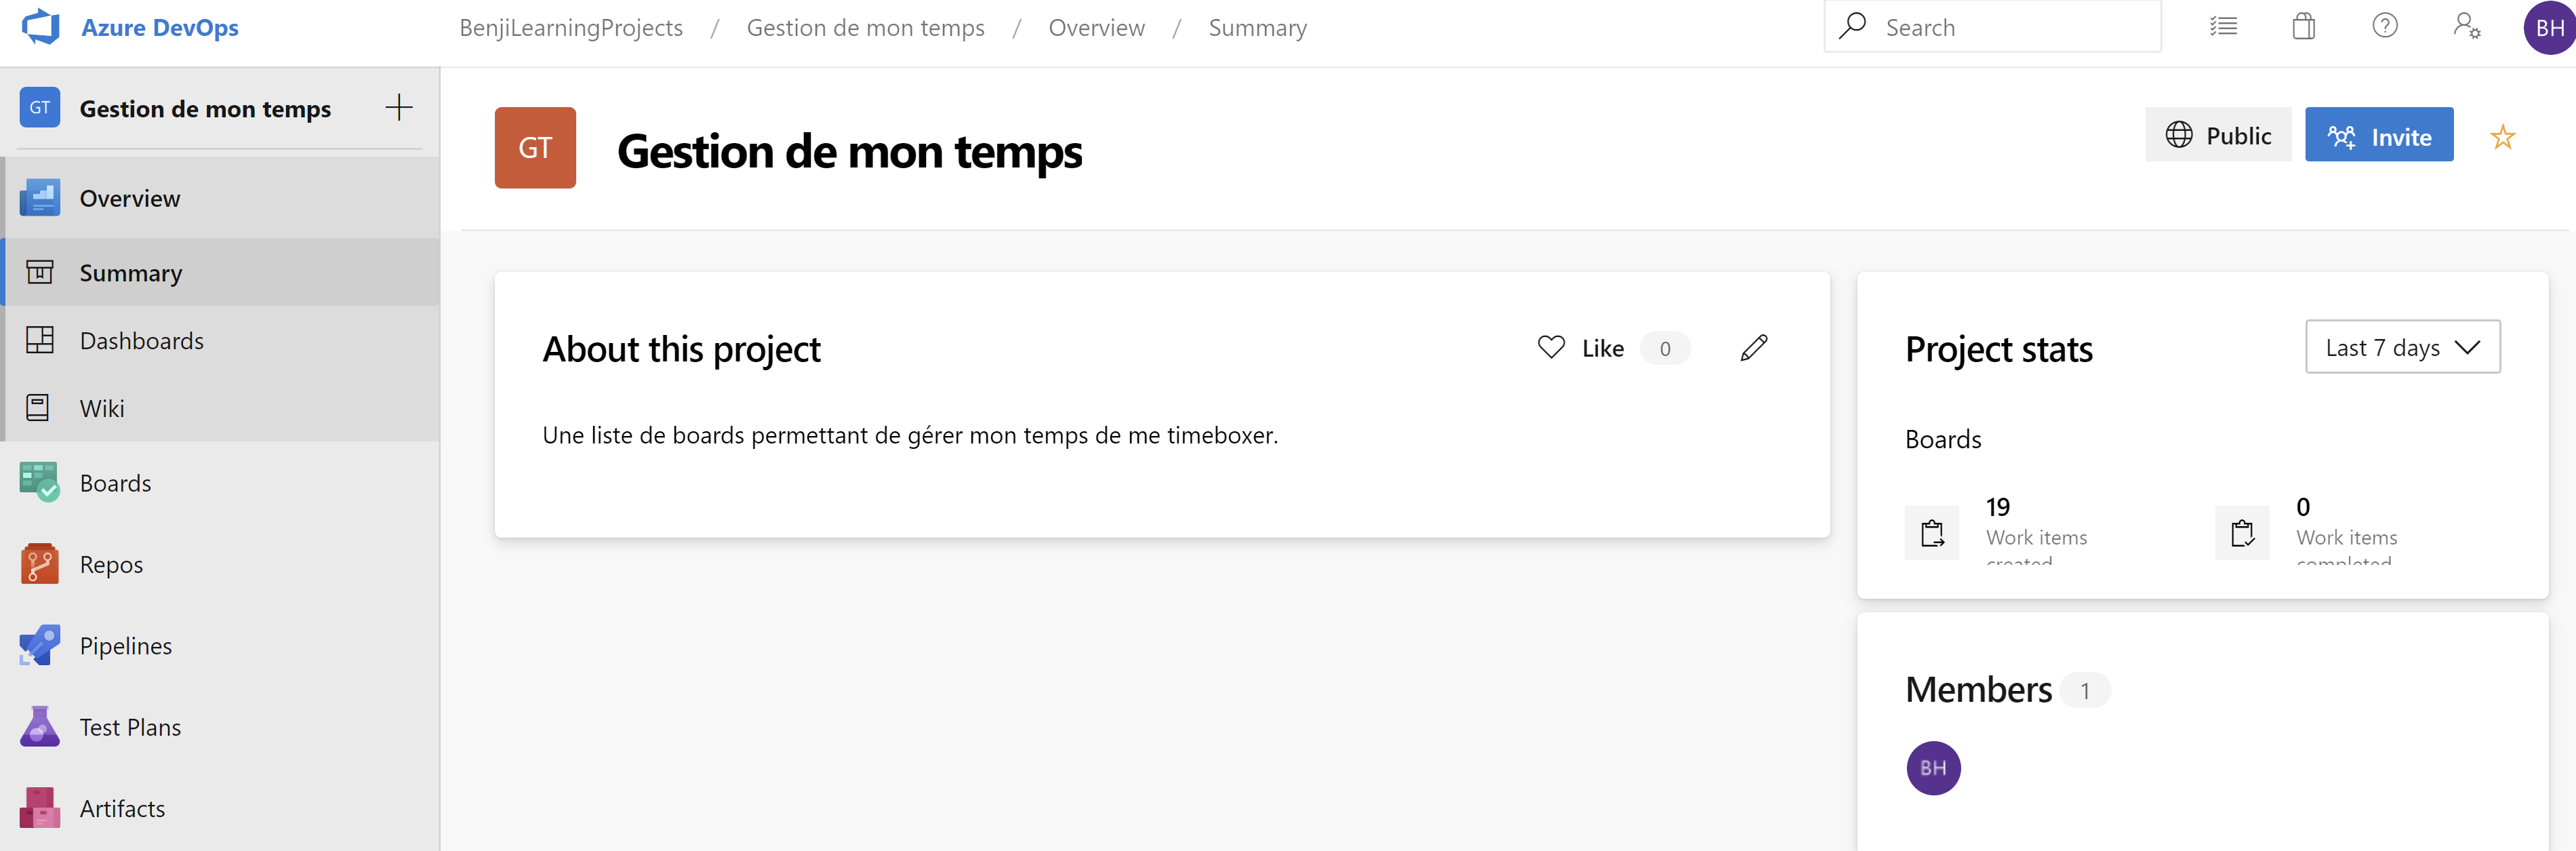 Azure DevOps
BenjiLearningProjects / Gestion de mon temps / Overview / Summary
Search
BH
GT Gestion de mon temps
Overview
Summary
Dashboards
Wiki
Boards
Repos
Pipelines
Test Plans
Artifacts
GT Gestion de mon temps
Public
Invite
About this project
Like 0
Une liste de boards permettant de gérer mon temps de me timeboxer.
Project stats
Last 7 days
Boards
19
Work items
created
0
Work items
completed
Members 1
BH